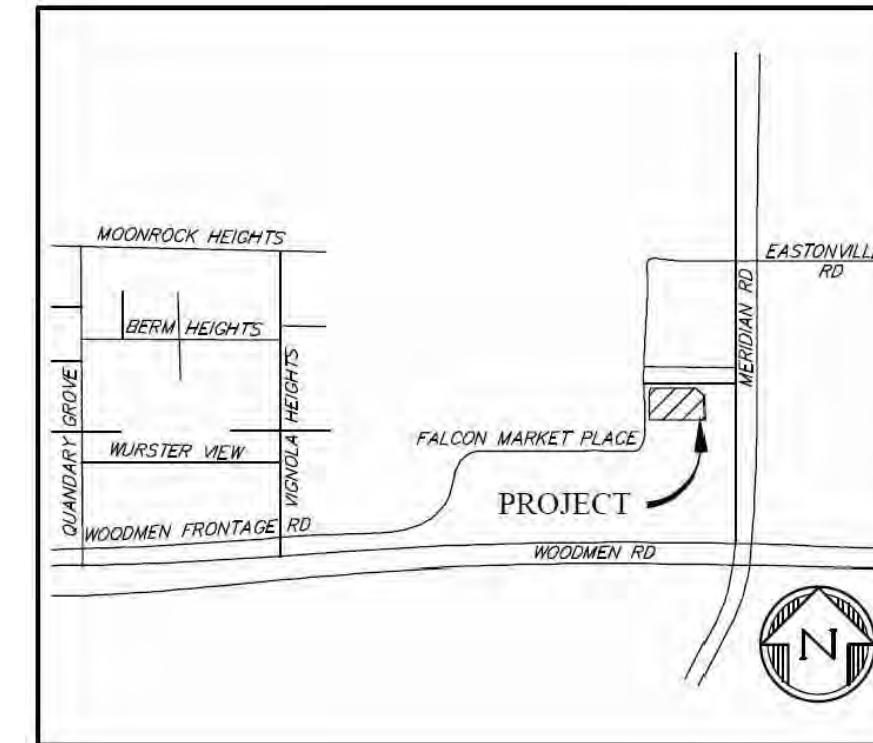 MOONROCK HEIGHTS
EASTONVILLE
RD
MERIDIAN RD
BERM HEIGHTS
QUANDARY GROVE
VIGNOLA HEIGHTS
FALCON MARKET PLACE
WURSTER VIEW
PROJECT
WOODMEN FRONTAGE RD
WOODMEN RD
N